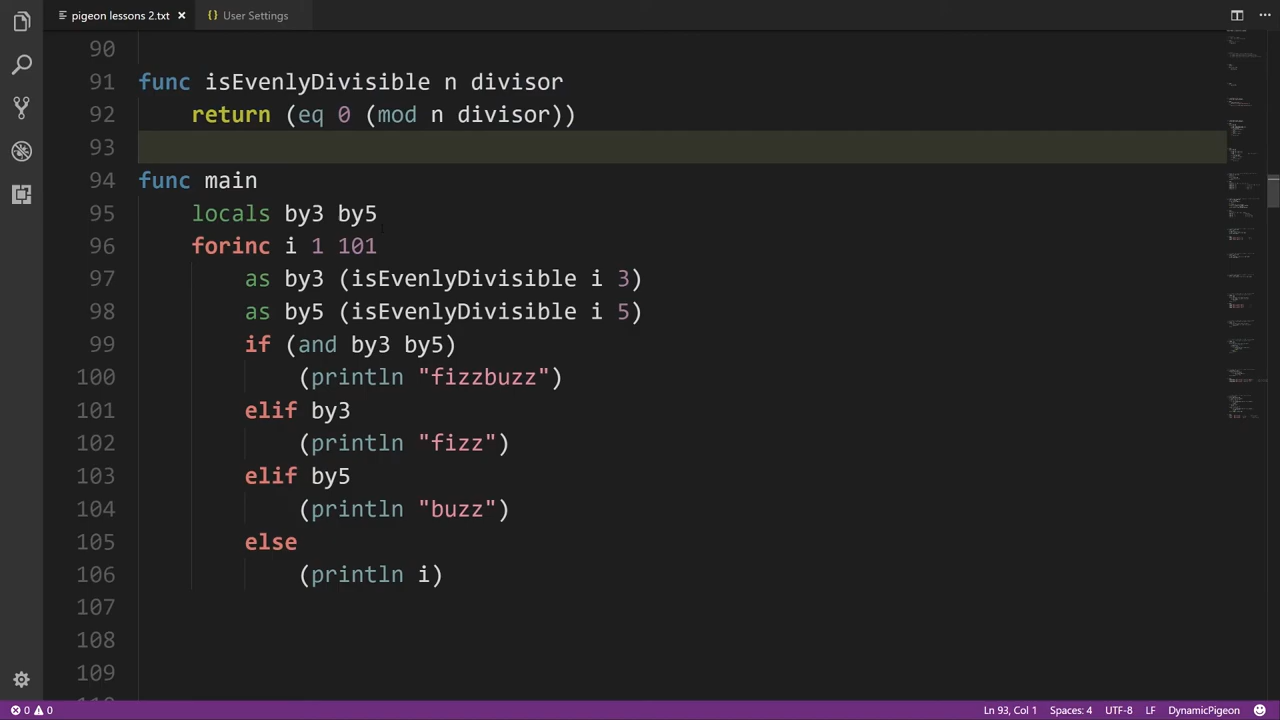 pigeon lessons 2.txt × {} User Settings
90
91 func isEvenlyDivisible n divisor
92     return (eq 0 (mod n divisor))
93
94 func main
95     locals by3 by5
96     forinc i 1 101
97         as by3 (isEvenlyDivisible i 3)
98         as by5 (isEvenlyDivisible i 5)
99         if (and by3 by5)
100             (println "fizzbuzz")
101         elif by3
102             (println "fizz")
103         elif by5
104             (println "buzz")
105         else
106             (println i)
107
108
109
0 0 Ln 93, Col 1 Spaces: 4 UTF-8 LF DynamicPigeon